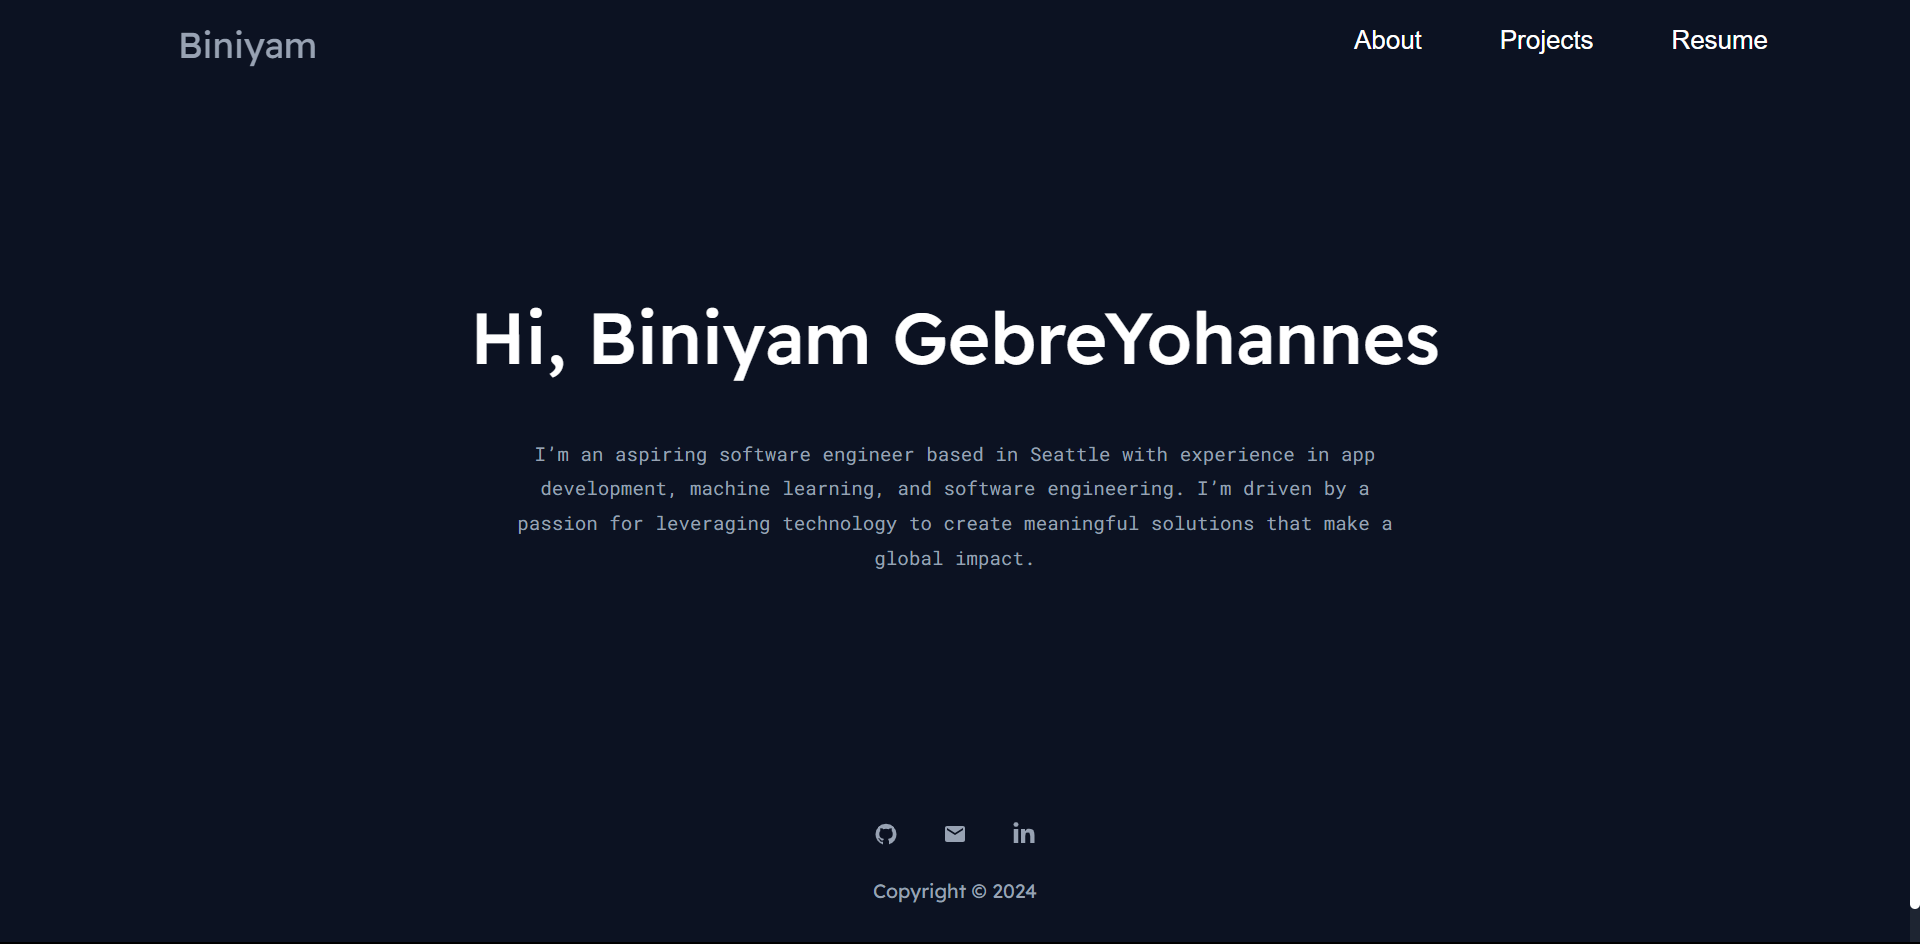 Biniyam
About Projects Resume
Hi, Biniyam GebreYohannes
I’m an aspiring software engineer based in Seattle with experience in app
development, machine learning, and software engineering. I’m driven by a
passion for leveraging technology to create meaningful solutions that make a
global impact.
in
Copyright © 2024